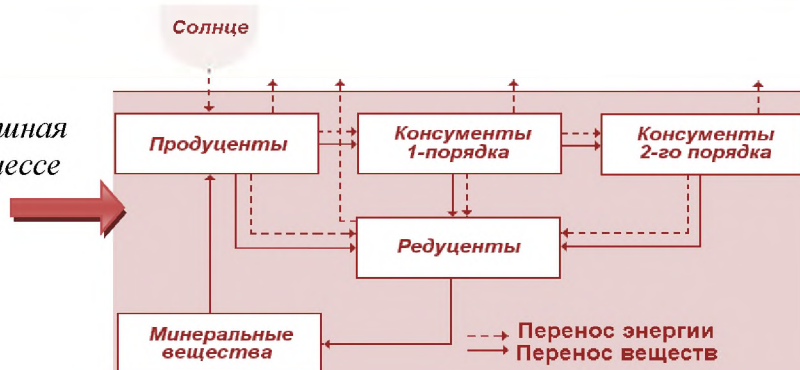 Солнце
Продуценты
Консументы
1-порядка
Консументы
2-го порядка
Редуценты
Минеральные
вещества
Перенос энергии
Перенос веществ